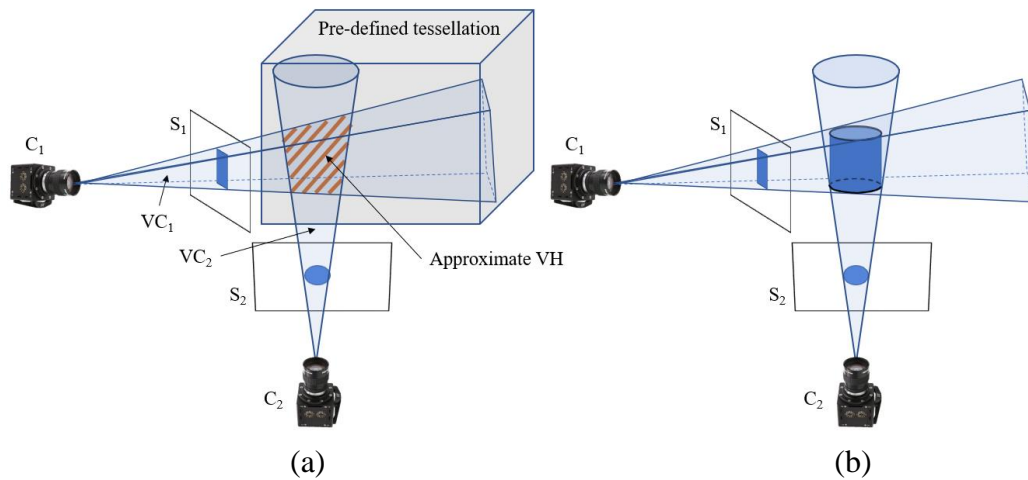 Pre-defined tessellation
S1
C1
VC1
VC2
Approximate VH
S2
C2
(a)
S1
C1
S2
C2
(b)